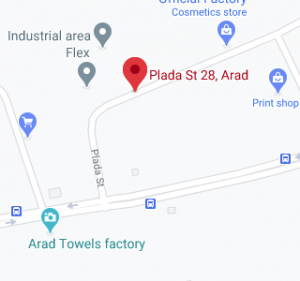 Official Factory
Cosmetics store
Industrial area
Flex
Plada St 28, Arad
Print shop
Plada St
Arad Towels factory